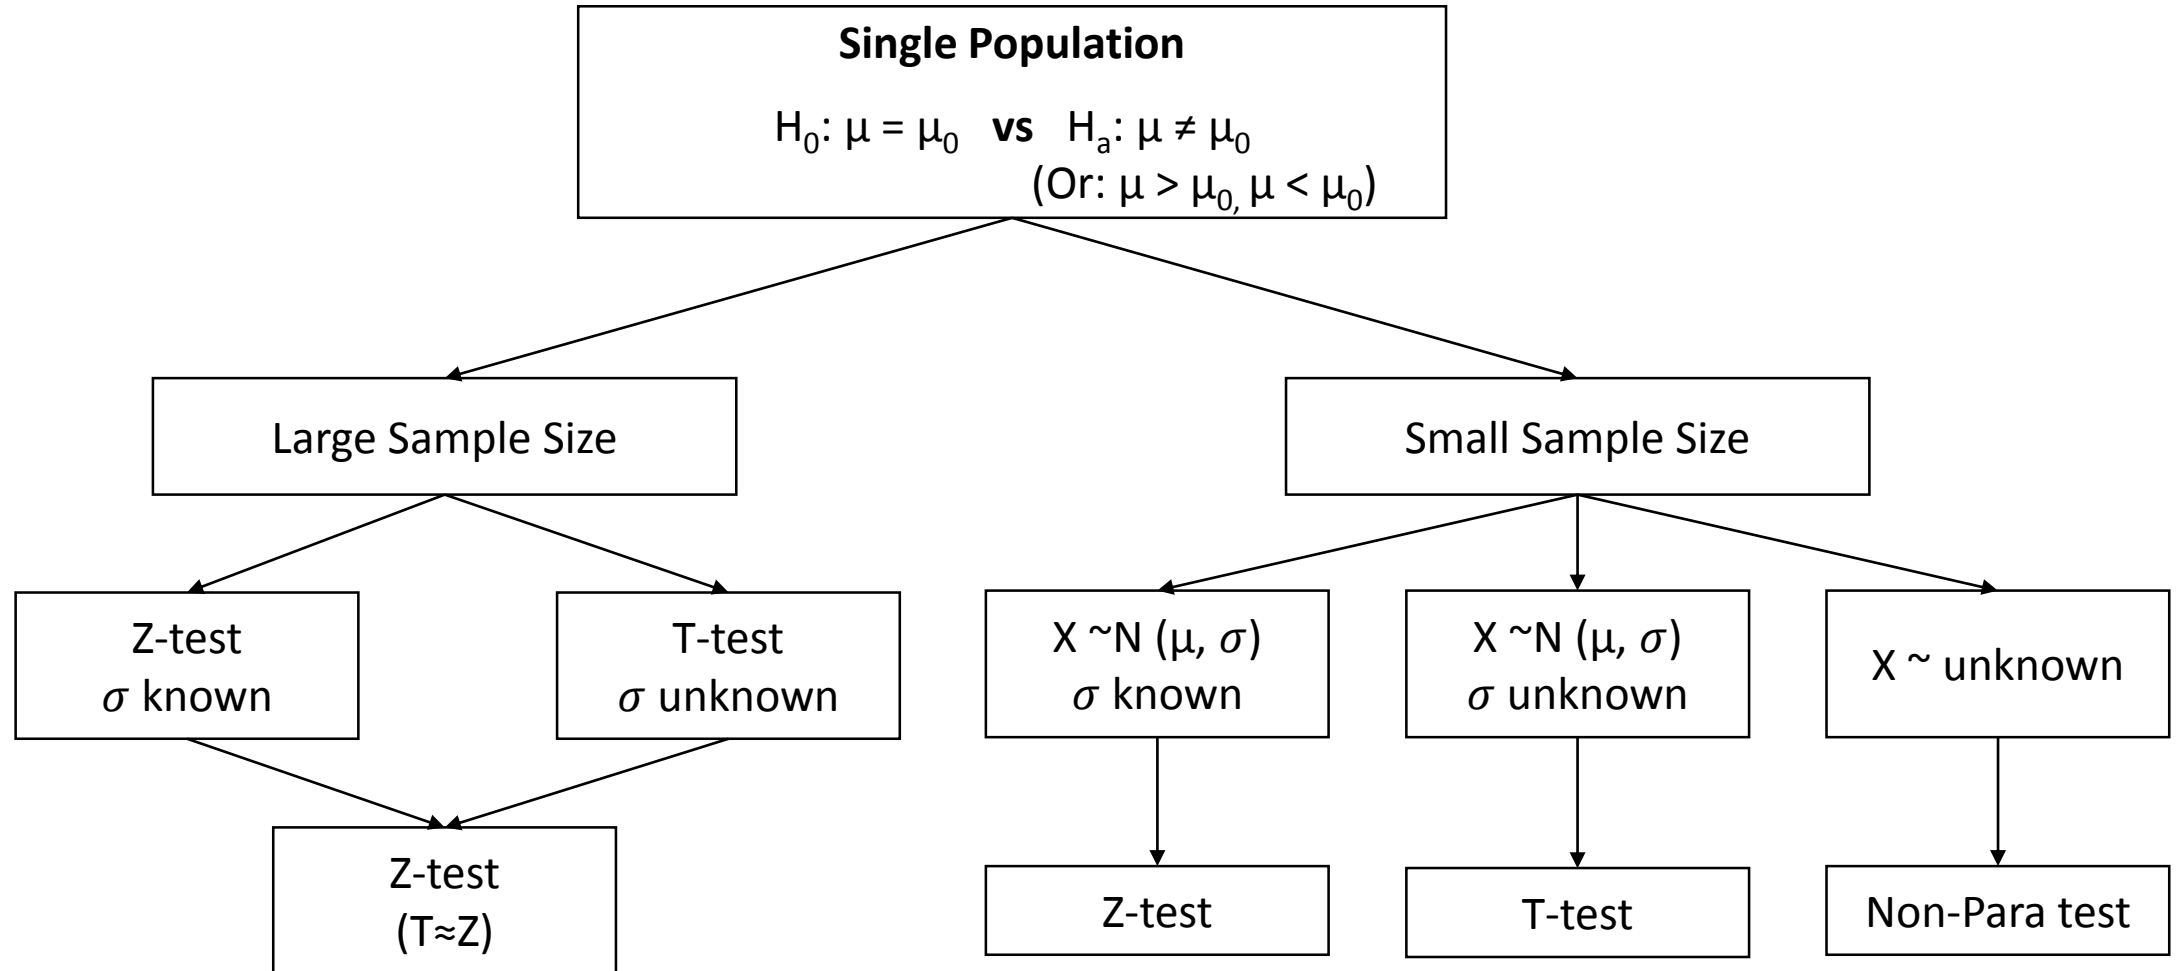 Single Population
H₀: μ = μ₀ vs Hₐ: μ ≠ μ₀
(Or: μ > μ₀, μ < μ₀)
Large Sample Size
Small Sample Size
Z-test
σ known
T-test
σ unknown
X ~N (μ, σ)
σ known
X ~N (μ, σ)
σ unknown
X ~ unknown
Z-test
(T≈Z)
Z-test
T-test
Non-Para test